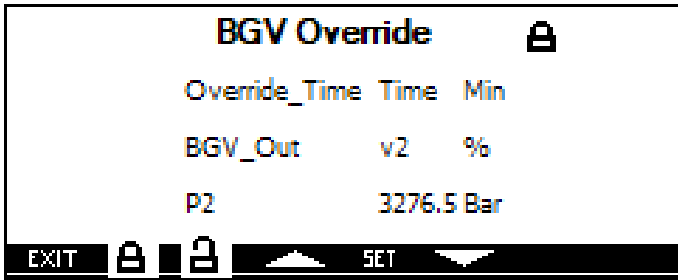 BGV Override
Override_Time Time Min
BGV_Out v2 %
P2 3276.5 Bar
EXIT SET